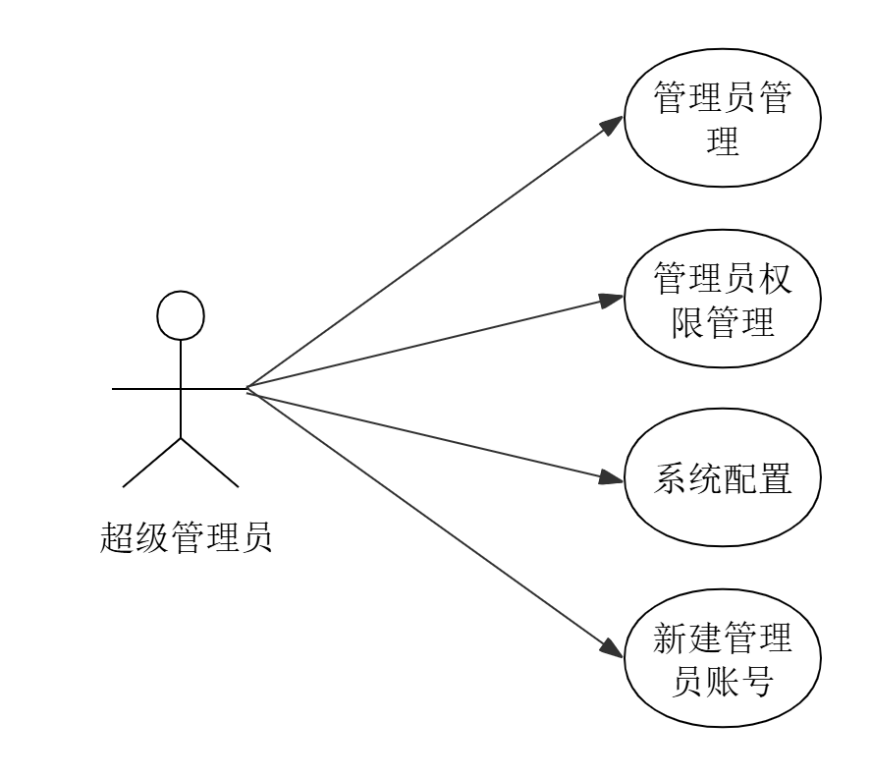 管理员管
理
管理员权
限管理
超级管理员
系统配置
新建管理
员账号